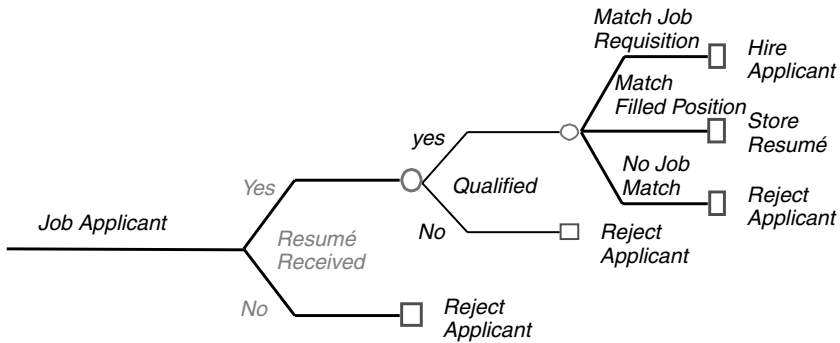 Match Job
Requisition
Hire
Applicant
Match
Filled Position
Store
Resumé
yes
No Job
Match
Yes
Qualified
Reject
Applicant
Job Applicant
No
Resumé
Received
Reject
Applicant
No
Reject
Applicant